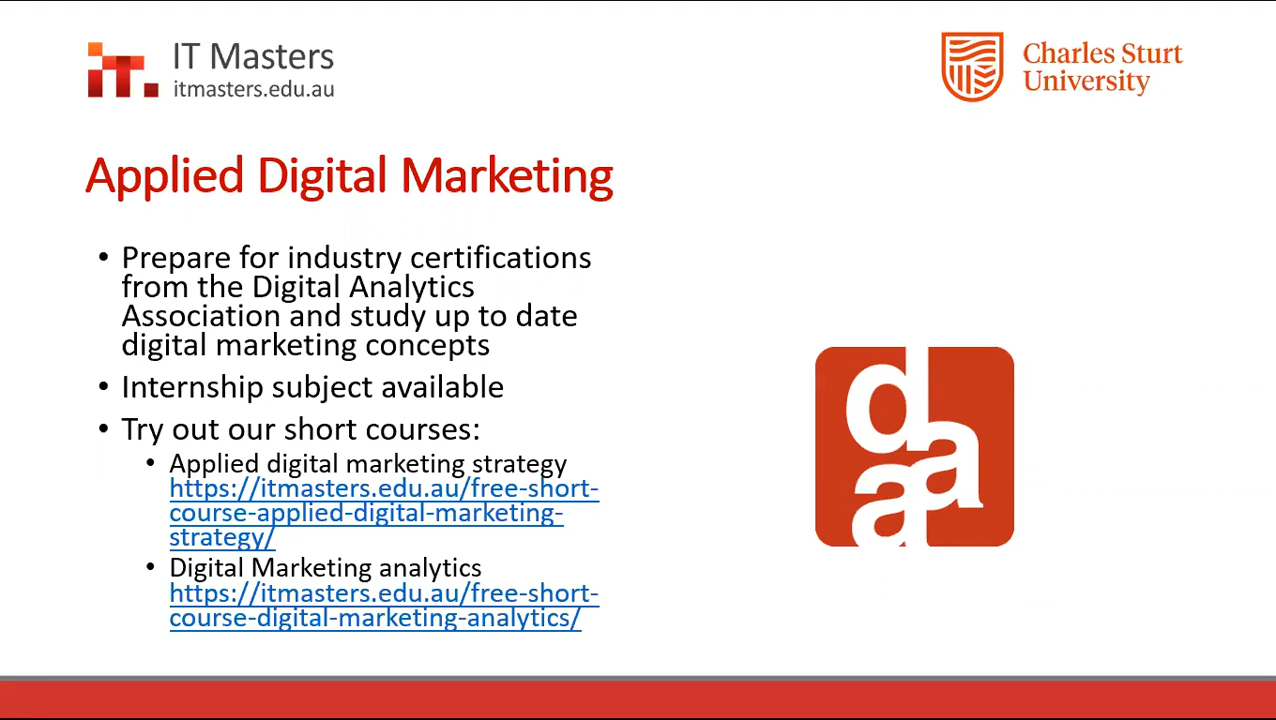 iT.
IT Masters
itmasters.edu.au
Charles Sturt
University
Applied Digital Marketing
• Prepare for industry certifications
from the Digital Analytics
Association and study up to date
digital marketing concepts
• Internship subject available
• Try out our short courses:
• Applied digital marketing strategy
https://itmasters.edu.au/free-short-
course-applied-digital-marketing-
strategy/
• Digital Marketing analytics
https://itmasters.edu.au/free-short-
course-digital-marketing-analytics/
daa